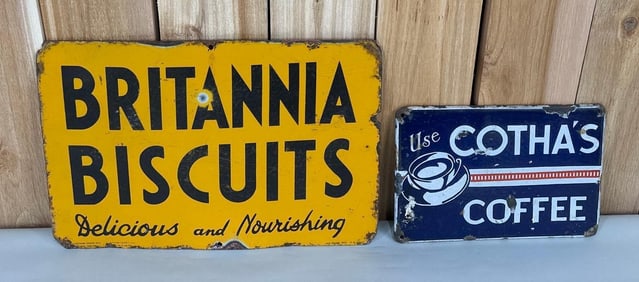 BRITANNIA
BISCUITS
Delicious and Nourishing
Use COTHA'S
COFFEE